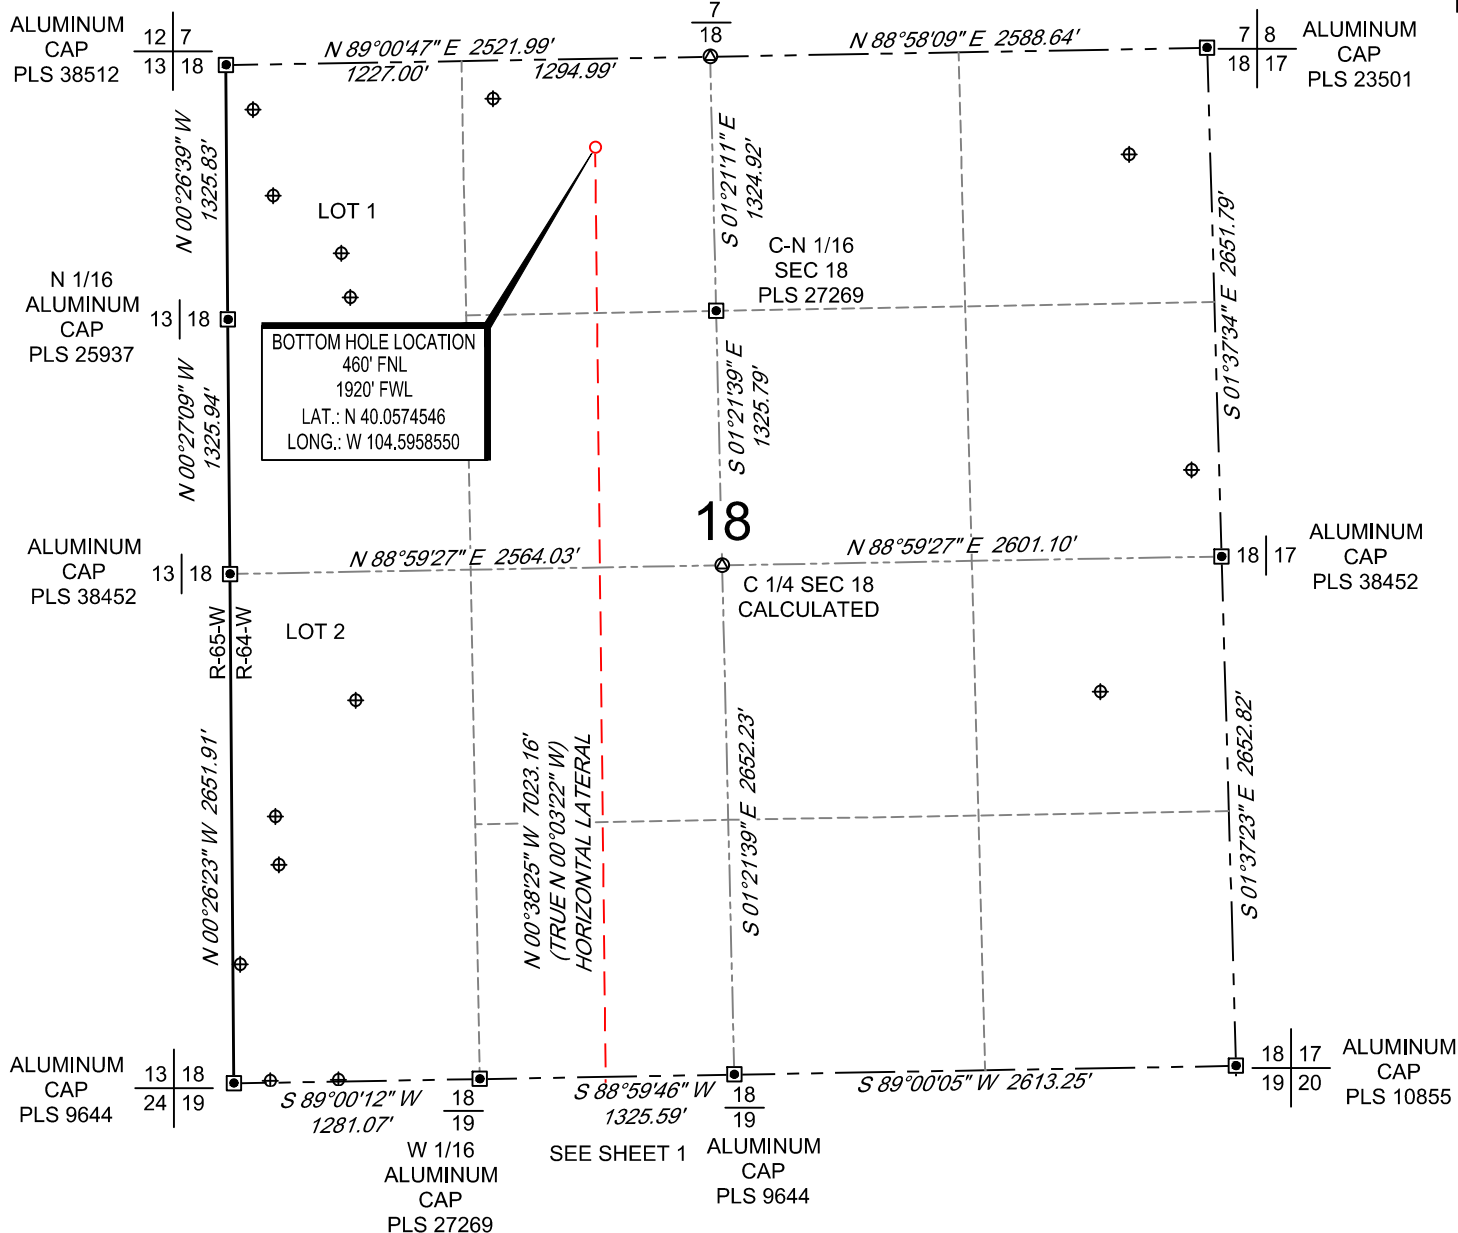 ALUMINUM
CAP
PLS 38512
12 7
13 18
N 89°00'47" E 2521.99'
1227.00'
1294.99'
7
18
N 88°58'09" E 2588.64'
7 8
18 17
ALUMINUM
CAP
PLS 23501
N 00°26'39" W
1325.83'
LOT 1
S 01°21'11" E
1324.92'
C-N 1/16
SEC 18
PLS 27269
S 01°37'34" E 2651.79'
N 1/16
ALUMINUM
CAP
PLS 25937
13 18
BOTTOM HOLE LOCATION
460' FNL
1920' FWL
LAT.: N 40.0574546
LONG.: W 104.5958550
N 00°27'09" W
1325.94'
S 01°21'39" E
1325.79'
18
ALUMINUM
CAP
PLS 38452
13 18
N 88°59'27" E 2564.03'
N 88°59'27" E 2601.10'
C 1/4 SEC 18
CALCULATED
18 17
ALUMINUM
CAP
PLS 38452
R-65-W
R-64-W
LOT 2
N 00°26'23" W 2651.91'
N 00°38'25" W 7023.16'
(TRUE N 00°03'22" W)
HORIZONTAL LATERAL
S 01°21'39" E 2652.23'
S 01°37'23" E 2652.82'
ALUMINUM
CAP
PLS 9644
13 18
24 19
S 89°00'12" W
1281.07'
18
19
W 1/16
ALUMINUM
CAP
PLS 27269
S 88°59'46" W
1325.59'
SEE SHEET 1
18
19
ALUMINUM
CAP
PLS 9644
S 89°00'05" W 2613.25'
18 17
19 20
ALUMINUM
CAP
PLS 10855